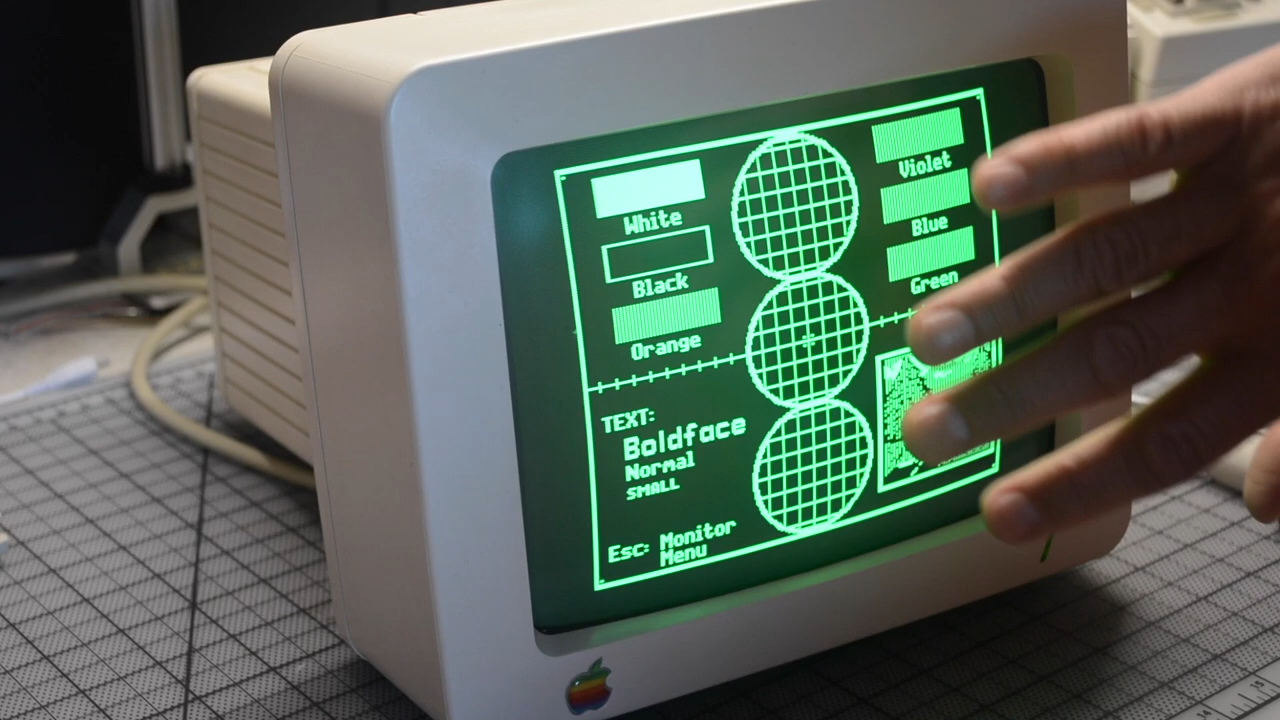 White
Black
Orange
Violet
Blue
Green
TEXT:
Boldface
Normal
SMALL
Esc: Monitor
Menu